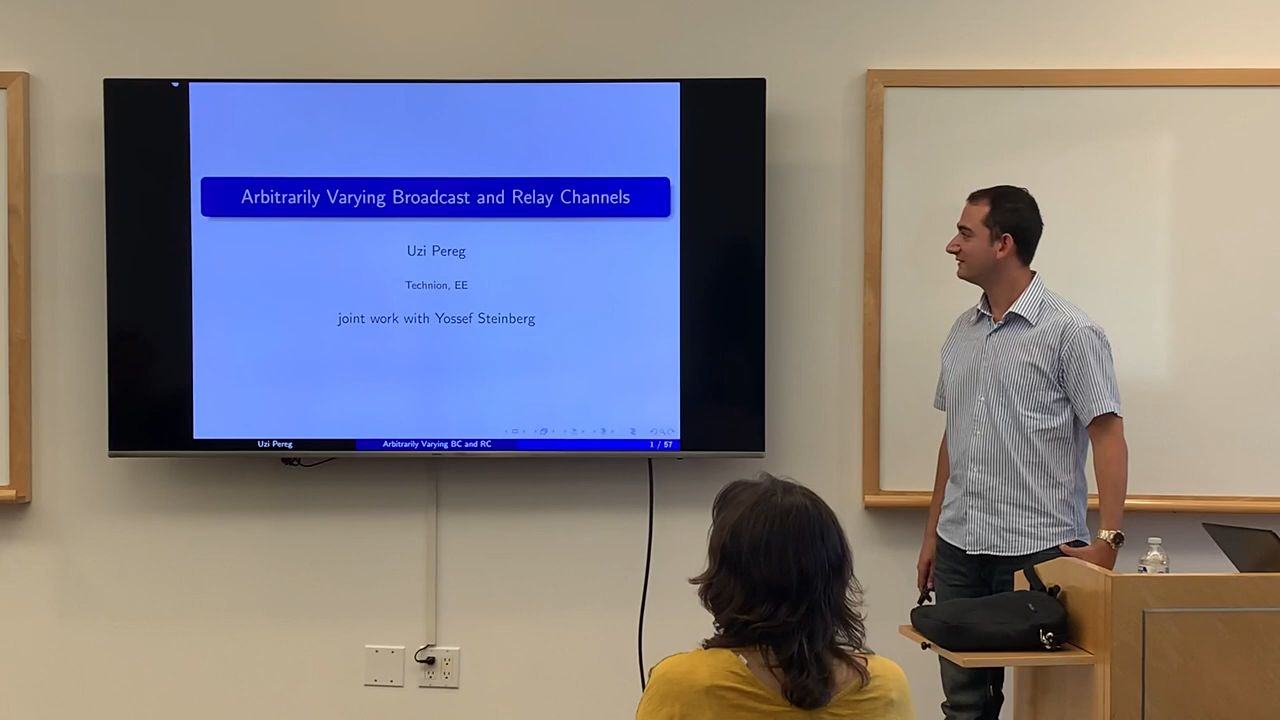 Arbitrarily Varying Broadcast and Relay Channels
Uzi Pereg
Technion, EE
joint work with Yossef Steinberg
Uzi Pereg
Arbitrarily Varying BC and RC
1 / 57